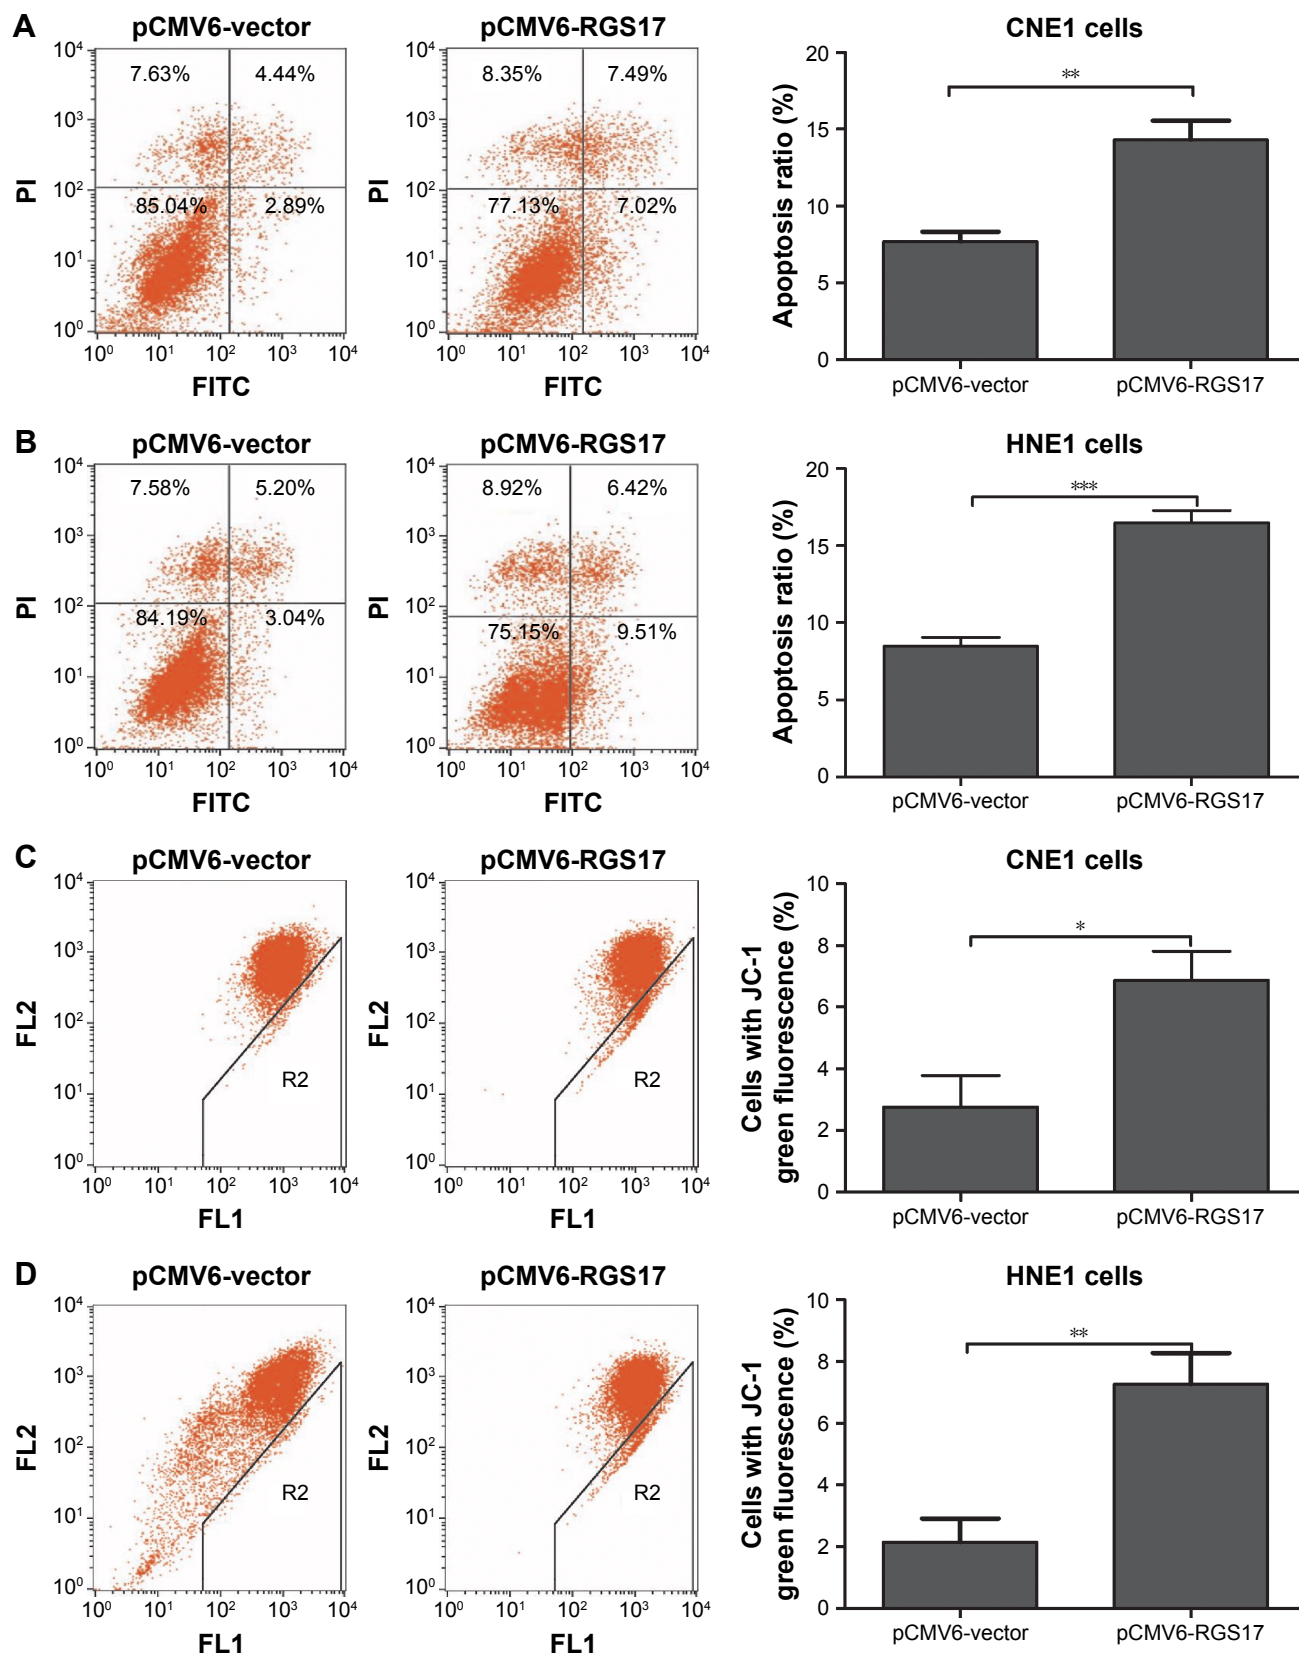 A
pCMV6-vector
pCMV6-RGS17
CNE1 cells
10⁴
10³
10²
10¹
10⁰
PI
7.63%
4.44%
85.04%
2.89%
10⁰ 10¹ 10² 10³ 10⁴
FITC
PI
8.35%
7.49%
77.13%
7.02%
10⁰ 10¹ 10² 10³ 10⁴
FITC
Apoptosis ratio (%)
20
15
10
5
0
**
pCMV6-vector
pCMV6-RGS17
B
pCMV6-vector
pCMV6-RGS17
HNE1 cells
10⁴
10³
10²
10¹
10⁰
PI
7.58%
5.20%
84.19%
3.04%
10⁰ 10¹ 10² 10³ 10⁴
FITC
10⁴
10³
10²
10¹
10⁰
PI
8.92%
6.42%
75.15%
9.51%
10⁰ 10¹ 10² 10³ 10⁴
FITC
Apoptosis ratio (%)
20
15
10
5
0
***
pCMV6-vector
pCMV6-RGS17
C
pCMV6-vector
pCMV6-RGS17
CNE1 cells
10⁴
10³
10²
10¹
10⁰
FL2
R2
10⁰ 10¹ 10² 10³ 10⁴
FL1
10⁴
10³
10²
10¹
10⁰
FL2
R2
10⁰ 10¹ 10² 10³ 10⁴
FL1
Cells with JC-1
green fluorescence (%)
10
8
6
4
2
0
*
pCMV6-vector
pCMV6-RGS17
D
pCMV6-vector
pCMV6-RGS17
HNE1 cells
10⁴
10³
10²
10¹
10⁰
FL2
R2
10⁰ 10¹ 10² 10³ 10⁴
FL1
10⁴
10³
10²
10¹
10⁰
FL2
R2
10⁰ 10¹ 10² 10³ 10⁴
FL1
Cells with JC-1
green fluorescence (%)
10
8
6
4
2
0
**
pCMV6-vector
pCMV6-RGS17